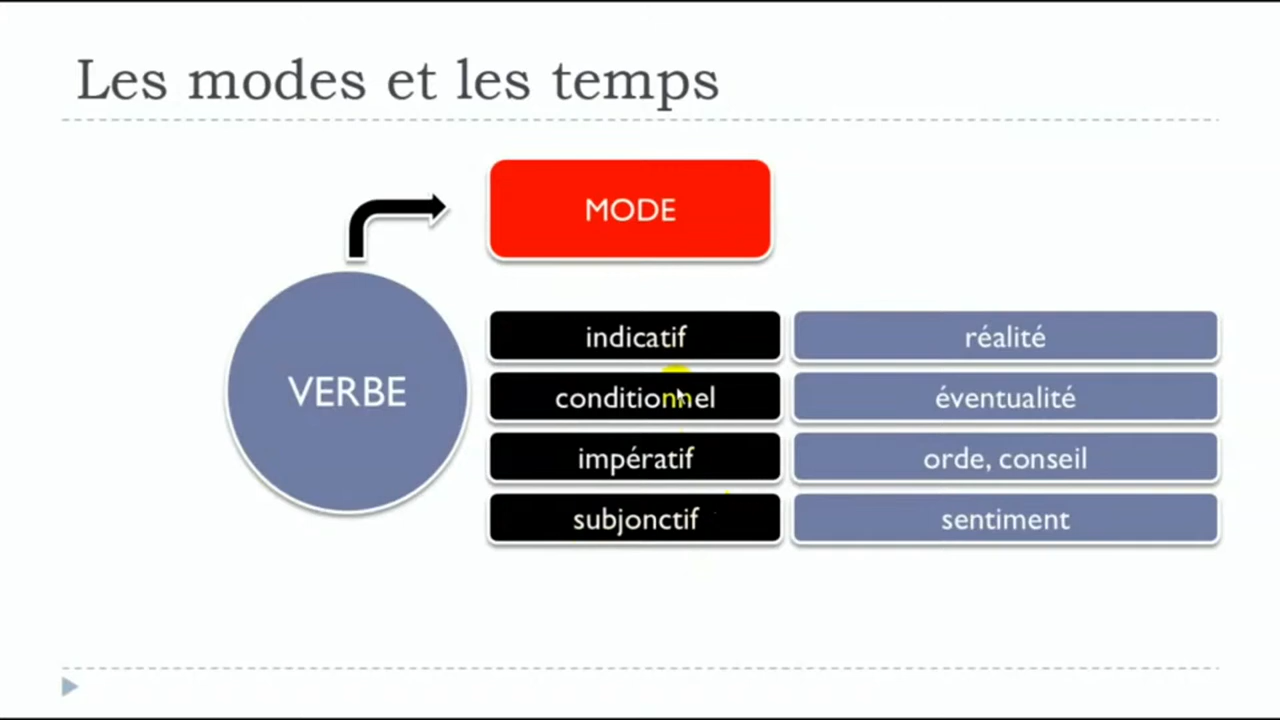 Les modes et les temps
MODE
VERBE
indicatif
réalité
conditionnel
éventualité
impératif
orde, conseil
subjonctif
sentiment